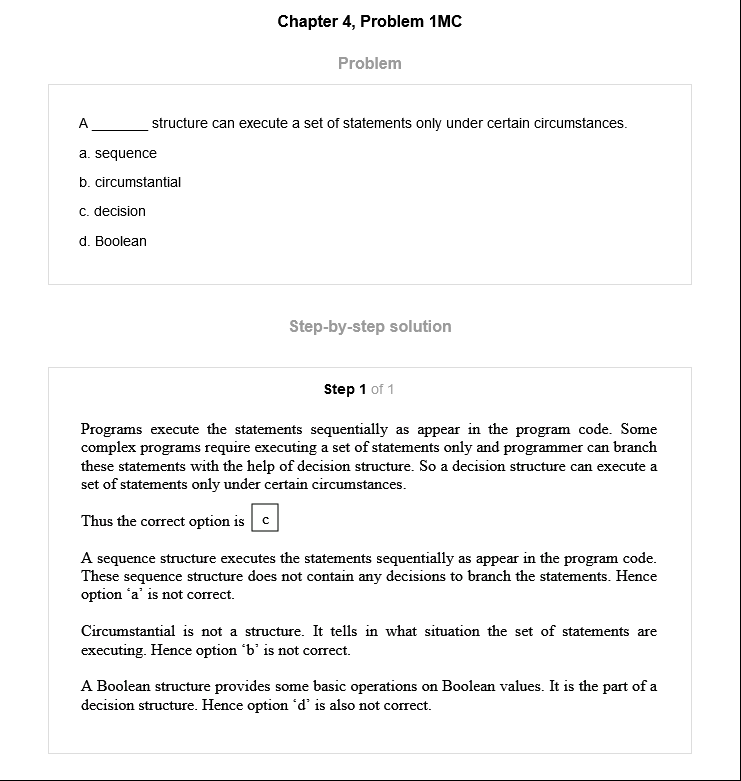 Chapter 4, Problem 1MC
Problem
A _______ structure can execute a set of statements only under certain circumstances.
a. sequence
b. circumstantial
c. decision
d. Boolean
Step-by-step solution
Step 1 of 1
Programs execute the statements sequentially as appear in the program code. Some
complex programs require executing a set of statements only and programmer can branch
these statements with the help of decision structure. So a decision structure can execute a
set of statements only under certain circumstances.
Thus the correct option is c
A sequence structure executes the statements sequentially as appear in the program code.
These sequence structure does not contain any decisions to branch the statements. Hence
option ‘a’ is not correct.
Circumstantial is not a structure. It tells in what situation the set of statements are
executing. Hence option ‘b’ is not correct.
A Boolean structure provides some basic operations on Boolean values. It is the part of a
decision structure. Hence option ‘d’ is also not correct.